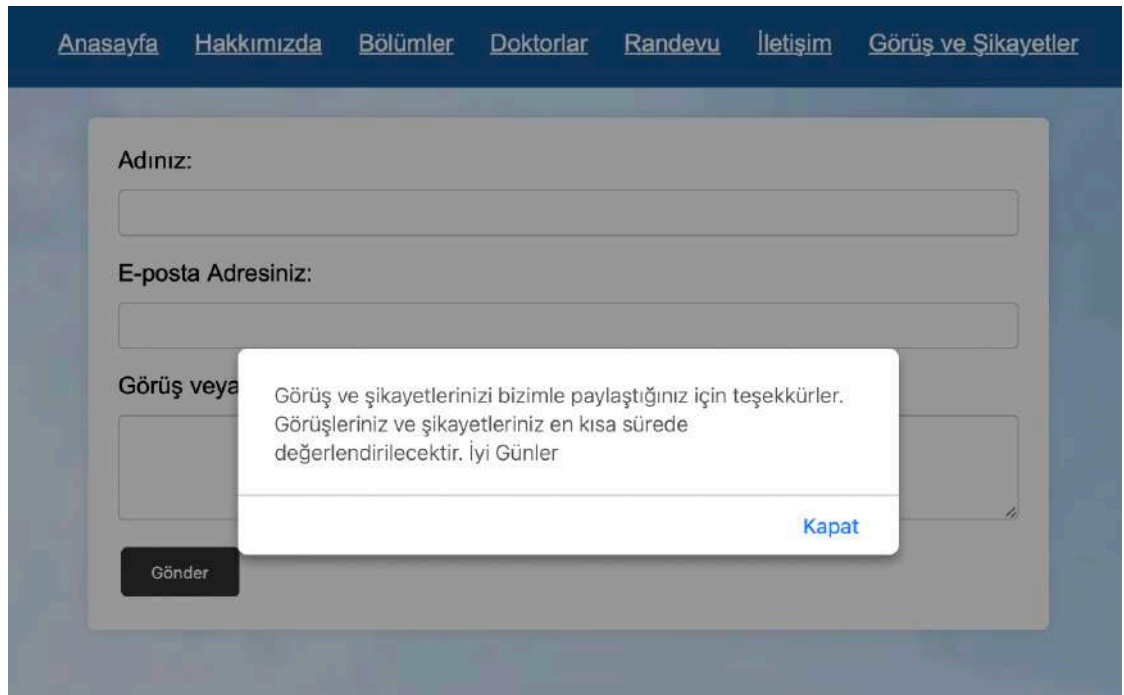 Anasayfa Hakkımızda Bölümler Doktorlar Randevu İletişim Görüş ve Şikayetler
Adınız:
E-posta Adresiniz:
Görüş veya
Görüş ve şikayetlerinizi bizimle paylaştığınız için teşekkürler.
Görüşleriniz ve şikayetleriniz en kısa sürede
değerlendirilecektir. İyi Günler
Kapat
Gönder